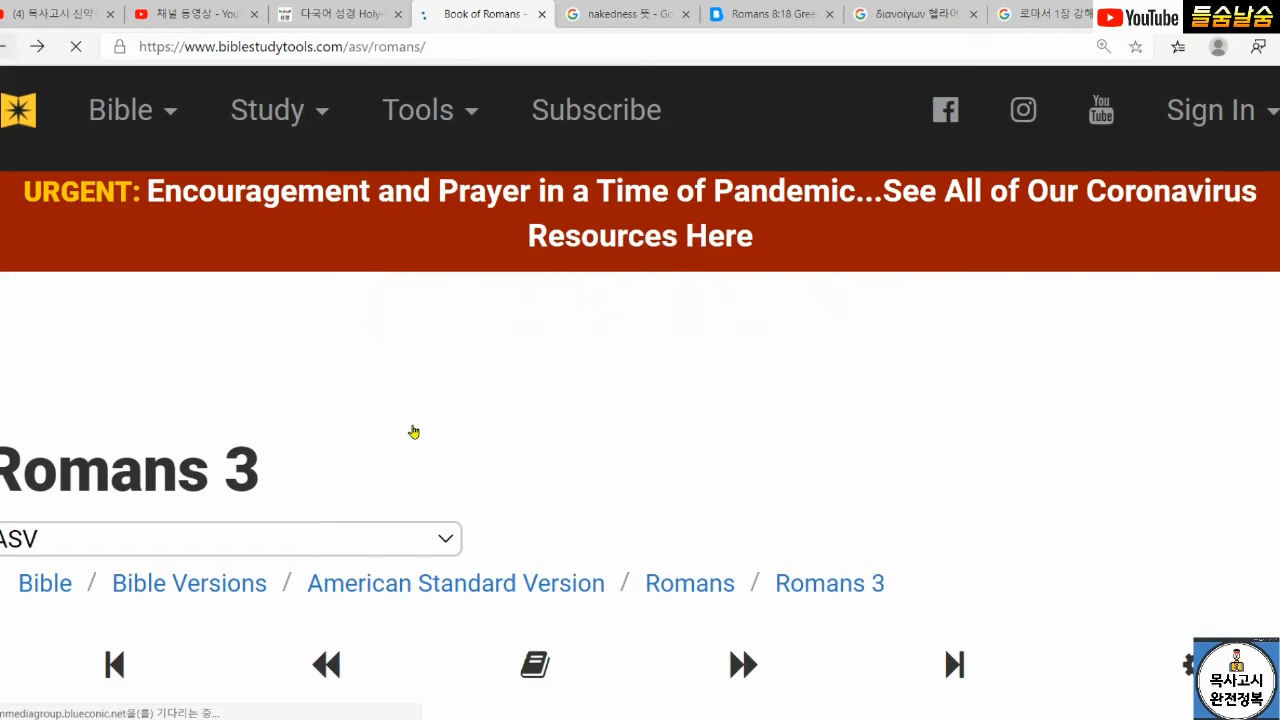 (4) 목사고시 신약
채널 동영상 - You
다국어 성경 Holy-
Book of Romans -
nakedness 뜻 - Go
Romans 8:18 Gree
διανοίγων 헬라어
로마서 1장 강해
YouTube
들숨날숨
https://www.biblestudytools.com/asv/romans/
Bible
Study
Tools
Subscribe
You
Tube
Sign In
URGENT: Encouragement and Prayer in a Time of Pandemic...See All of Our Coronavirus
Resources Here
Romans 3
ASV
Bible / Bible Versions / American Standard Version / Romans / Romans 3
목사고시
완전정복
mmediagroup.blueconic.net을(를) 기다리는 중...